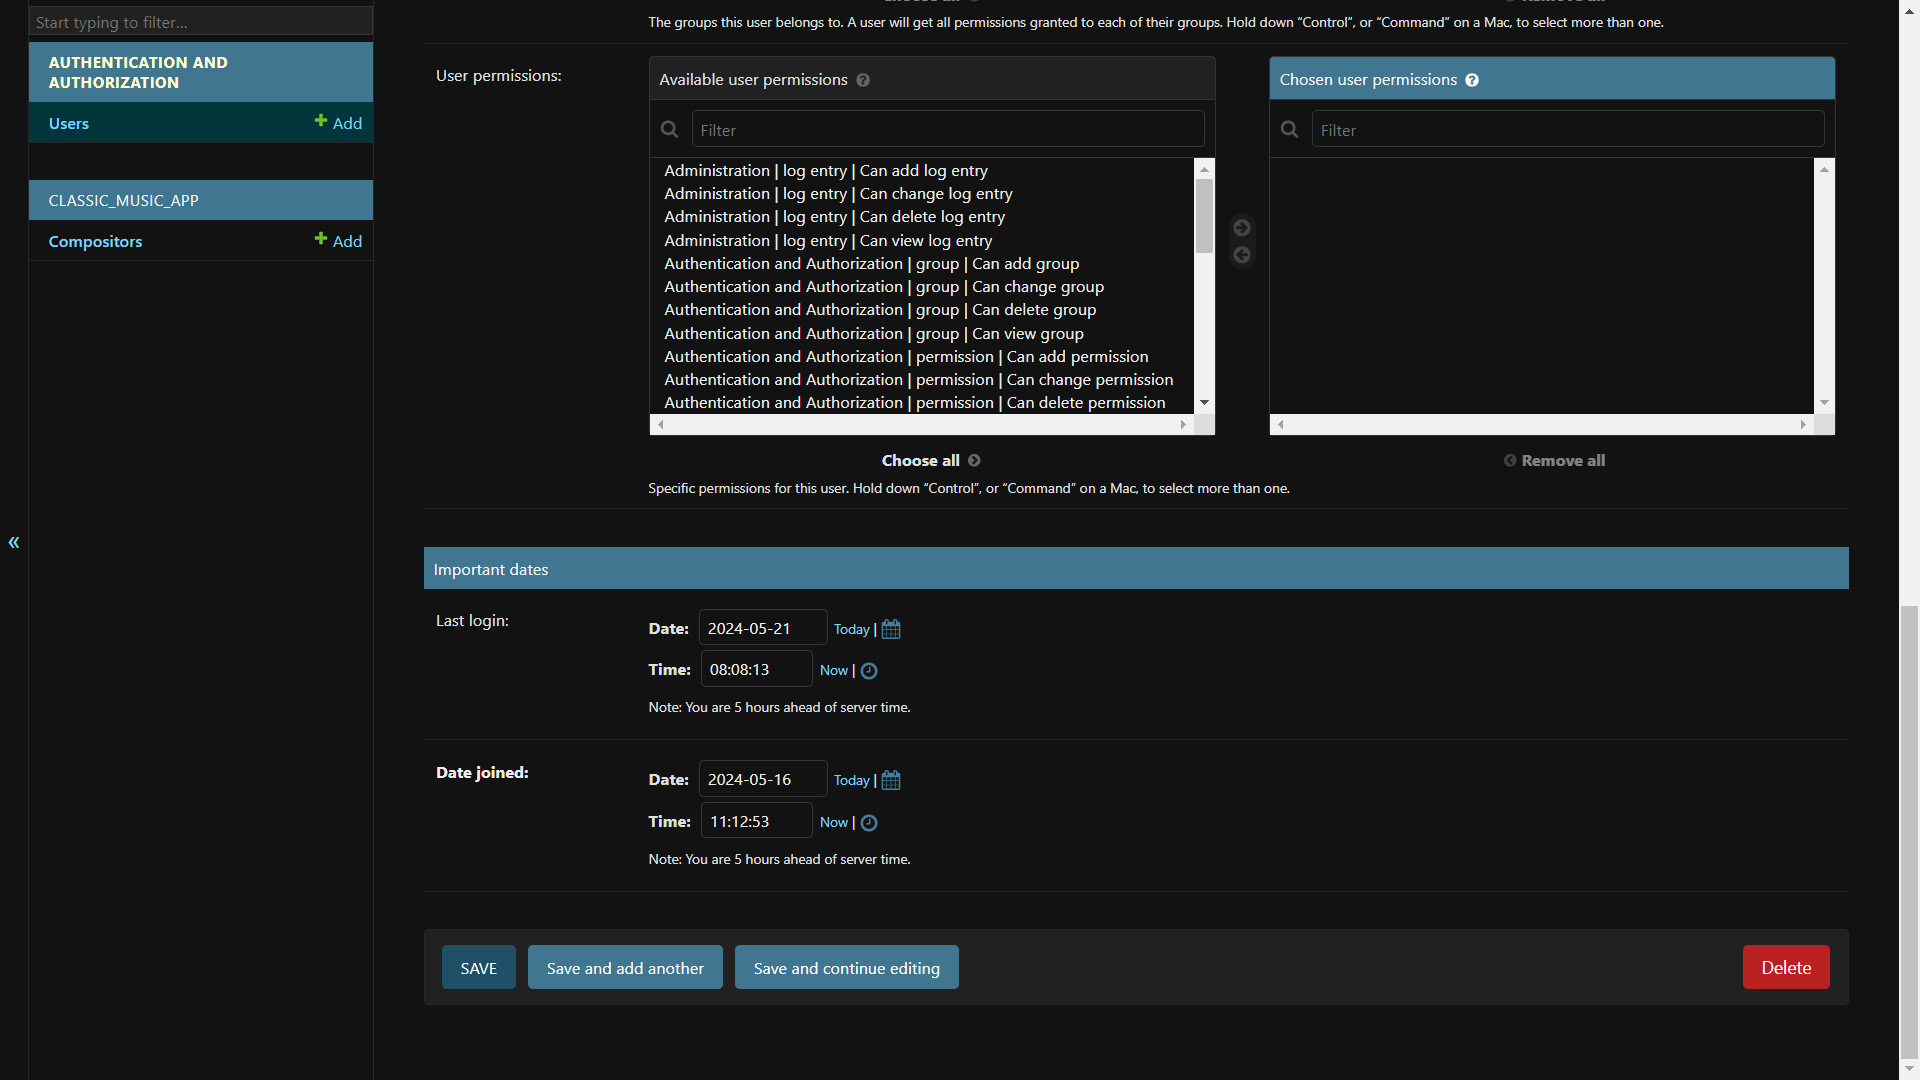 Start typing to filter...
AUTHENTICATION AND
AUTHORIZATION
Users
Add
CLASSIC_MUSIC_APP
Compositors
Add
«
The groups this user belongs to. A user will get all permissions granted to each of their groups. Hold down “Control”, or “Command” on a Mac, to select more than one.
User permissions:
Available user permissions
Filter
Administration | log entry | Can add log entry
Administration | log entry | Can change log entry
Administration | log entry | Can delete log entry
Administration | log entry | Can view log entry
Authentication and Authorization | group | Can add group
Authentication and Authorization | group | Can change group
Authentication and Authorization | group | Can delete group
Authentication and Authorization | group | Can view group
Authentication and Authorization | permission | Can add permission
Authentication and Authorization | permission | Can change permission
Authentication and Authorization | permission | Can delete permission
Choose all
Chosen user permissions
Filter
Remove all
Specific permissions for this user. Hold down “Control”, or “Command” on a Mac, to select more than one.
Important dates
Last login:
Date: 2024-05-21 Today |
Time: 08:08:13 Now |
Note: You are 5 hours ahead of server time.
Date joined:
Date: 2024-05-16 Today |
Time: 11:12:53 Now |
Note: You are 5 hours ahead of server time.
SAVE
Save and add another
Save and continue editing
Delete